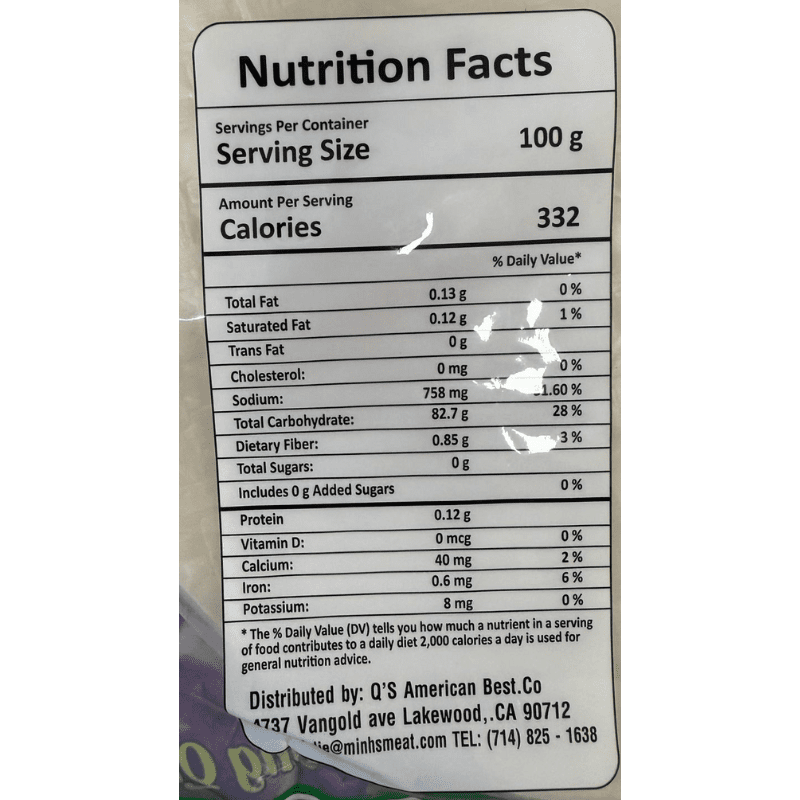 Nutrition Facts
Servings Per Container
Serving Size 100 g
Amount Per Serving
Calories 332
% Daily Value*
Total Fat 0.13 g 0 %
Saturated Fat 0.12 g 1 %
Trans Fat 0 g
Cholesterol: 0 mg 0 %
Sodium: 758 mg 1.60 %
Total Carbohydrate: 82.7 g 28 %
Dietary Fiber: 0.85 g 3 %
Total Sugars: 0 g
Includes 0 g Added Sugars 0 %
Protein 0.12 g
Vitamin D: 0 mcg 0 %
Calcium: 40 mg 2 %
Iron: 0.6 mg 6 %
Potassium: 8 mg 0 %
* The % Daily Value (DV) tells you how much a nutrient in a serving
of food contributes to a daily diet 2,000 calories a day is used for
general nutrition advice.
Distributed by: Q'S American Best.Co
4737 Vangold ave Lakewood,.CA 90712
@minhsmeat.com TEL: (714) 825 - 1638